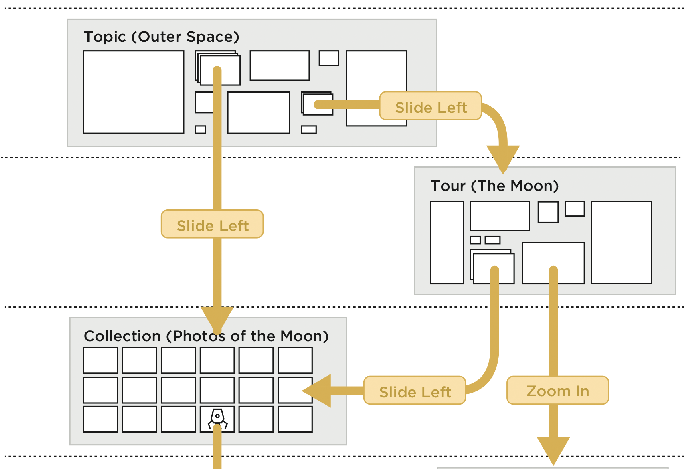 Topic (Outer Space)
Slide Left
Tour (The Moon)
Slide Left
Collection (Photos of the Moon)
Slide Left
Zoom In